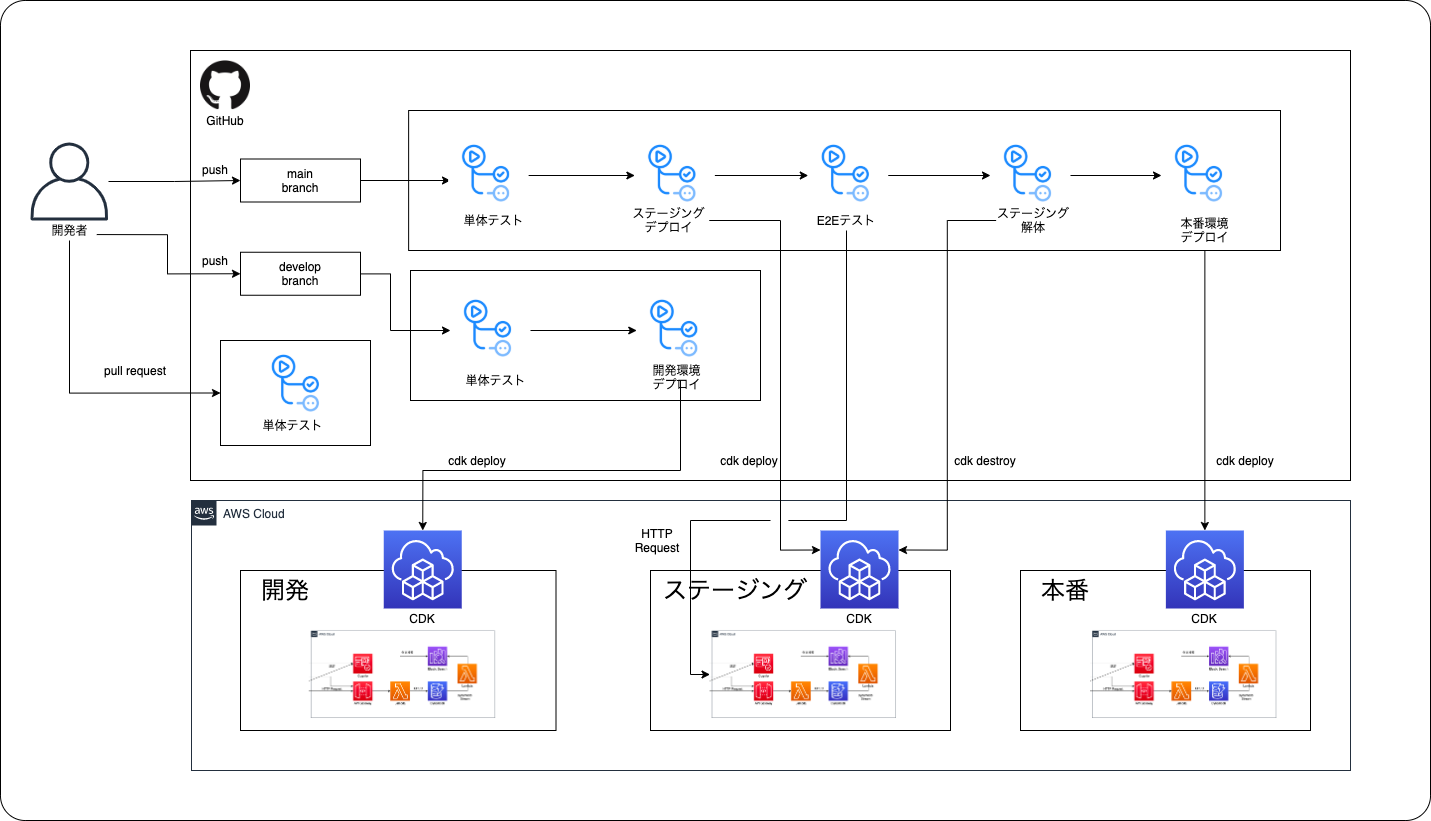 GitHub
開発者
push
main
branch
単体テスト
ステージング
デプロイ
E2Eテスト
ステージング
解体
本番環境
デプロイ
push
develop
branch
単体テスト
開発環境
デプロイ
pull request
単体テスト
cdk deploy
cdk deploy
cdk destroy
cdk deploy
aws
AWS Cloud
HTTP
Request
開発
CDK
ステージング
CDK
本番
CDK